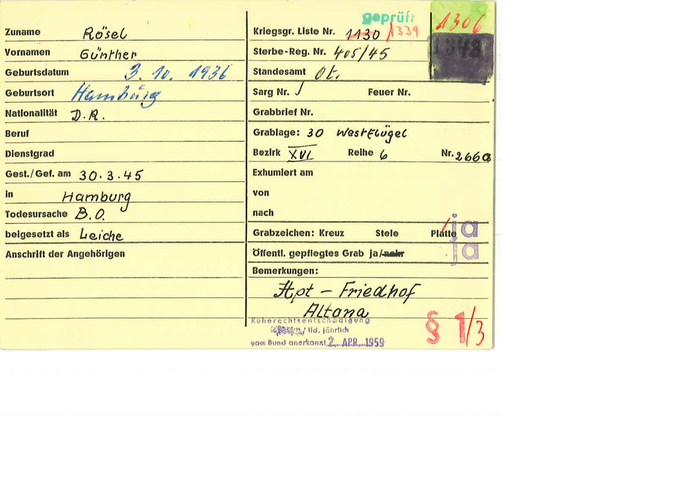 Zuname Rösel
Vornamen Günther
Geburtsdatum 3. 10. 1936
Geburtsort Hamburg
Nationalität D.R.
Beruf
Dienstgrad
Gest./Gef. am 30.3.45
in Hamburg
Todesursache B.O.
beigesetzt als Leiche
Anschrift der Angehörigen
geprüft
1306
Kriegsgr. Liste Nr. 1130 1339
Sterbe-Reg. Nr. 405/45
Standesamt Ot.
Sarg Nr. / Feuer Nr.
Grabbrief Nr.
Grablage: 30 Westflügel
Bezirk XVI Reihe 6 Nr. 266a
Exhumiert am
von
nach
Grabzeichen: Kreuz Stele Platte ja
Öffentl. gepflegtes Grab ja/nein ja
Bemerkungen:
Hpt - Friedhof
Altona
Ruherechtsentschädigung
lfd. jährlich
vom Bund anerkannt 2. APR. 1959
§ 1/3